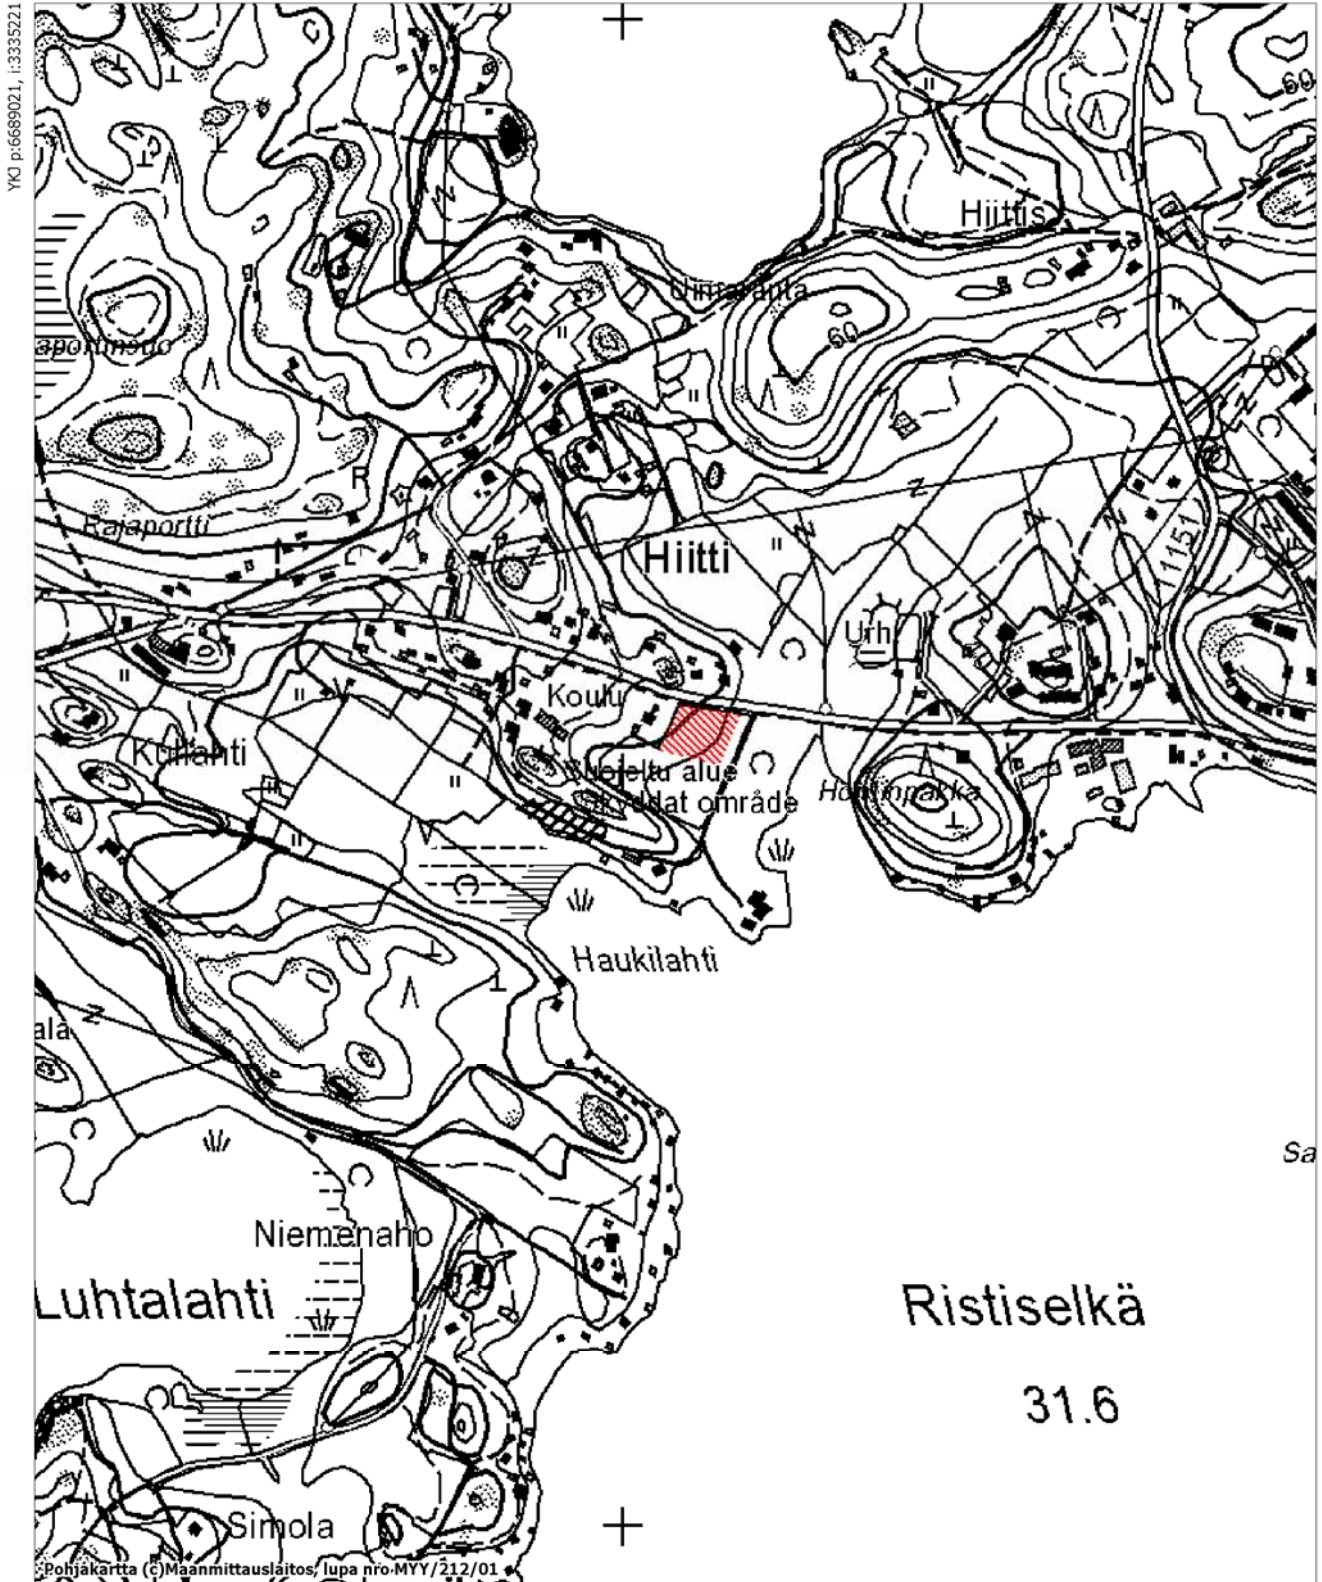 YKJ p:6689021, i:3335221
60
Hiittis
Uimaranta
60
R
Rajaportti
Hiitti
1151
Urh
Koulu
Kullahti
Suojeltu alue
Skyddat område
Haukilahti
Niemenaho
Luhtalahti
Ristiselkä
31.6
Simola
Pohjakartta (c)Maanmittauslaitos, lupa nro MYY/212/01